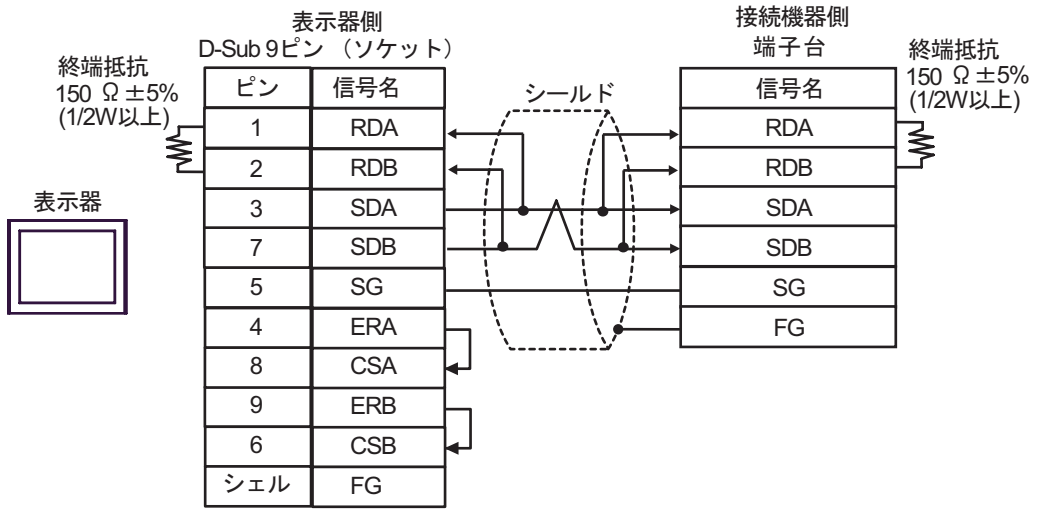 表示器側
D-Sub 9ピン （ソケット）
終端抵抗
150 Ω ±5%
(1/2W以上)
表示器
ピン 信号名
1 RDA
2 RDB
3 SDA
7 SDB
5 SG
4 ERA
8 CSA
9 ERB
6 CSB
シェル FG
シールド
接続機器側
端子台
信号名
RDA
RDB
SDA
SDB
SG
FG
終端抵抗
150 Ω ±5%
(1/2W以上)